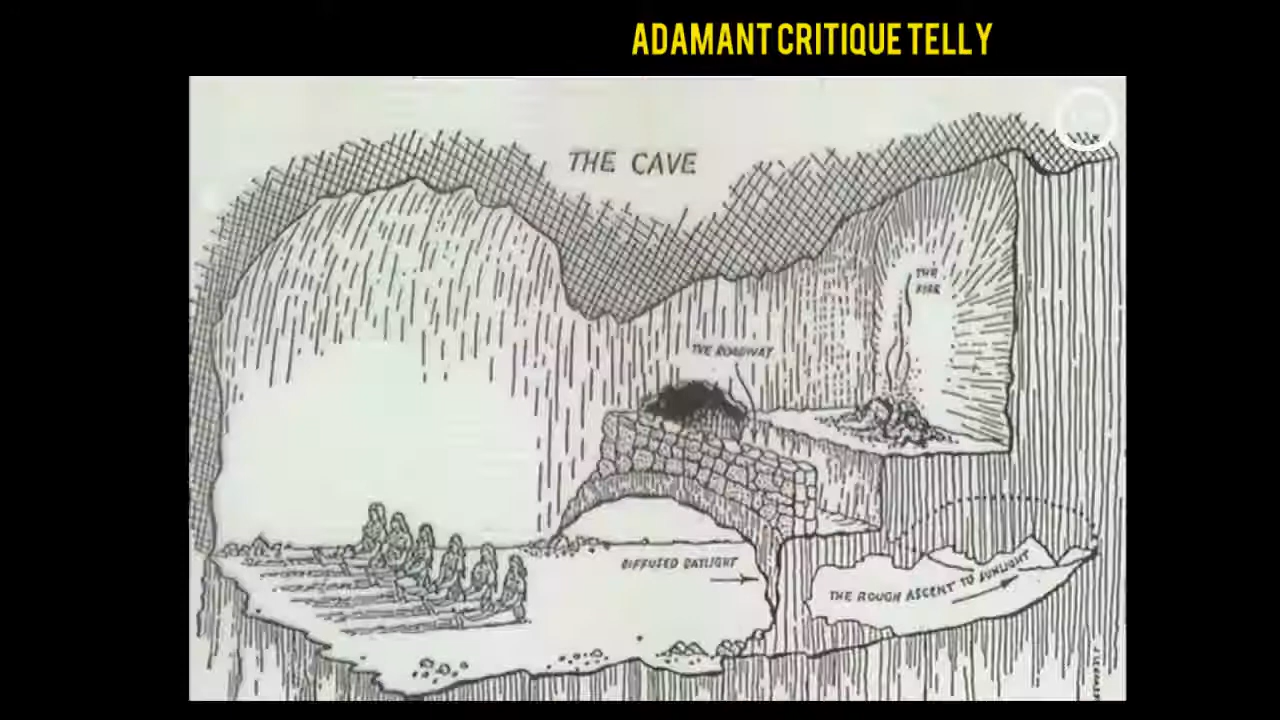 ADAMANT CRITIQUE TELLY
THE CAVE
THE
FIRE
THE ROADWAY
DIFFUSED DAYLIGHT
THE ROUGH ASCENT TO SUNLIGHT